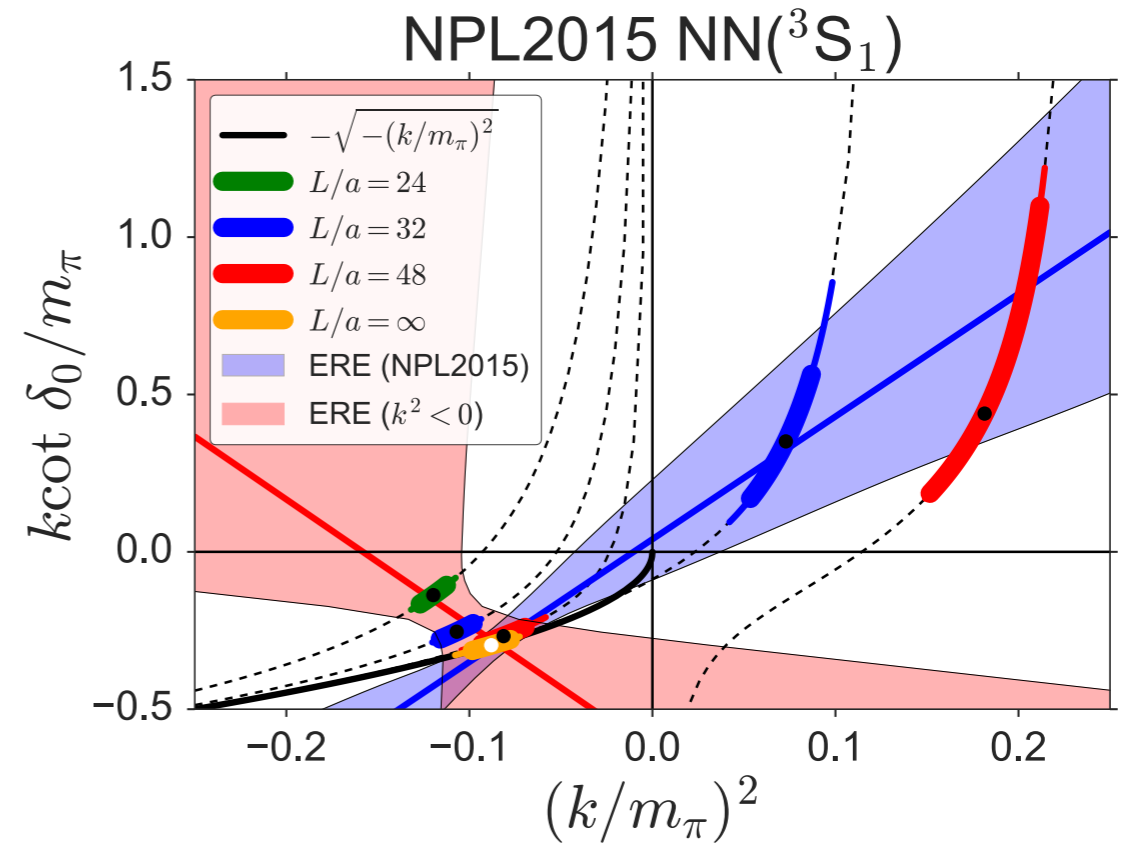 NPL2015 NN(³S₁)
kcot δ₀/m_π
1.5
1.0
0.5
0.0
−0.5
−√−(k/m_π)²
L/a = 24
L/a = 32
L/a = 48
L/a = ∞
ERE (NPL2015)
ERE (k² < 0)
−0.2
−0.1
0.0
0.1
0.2
(k/m_π)²